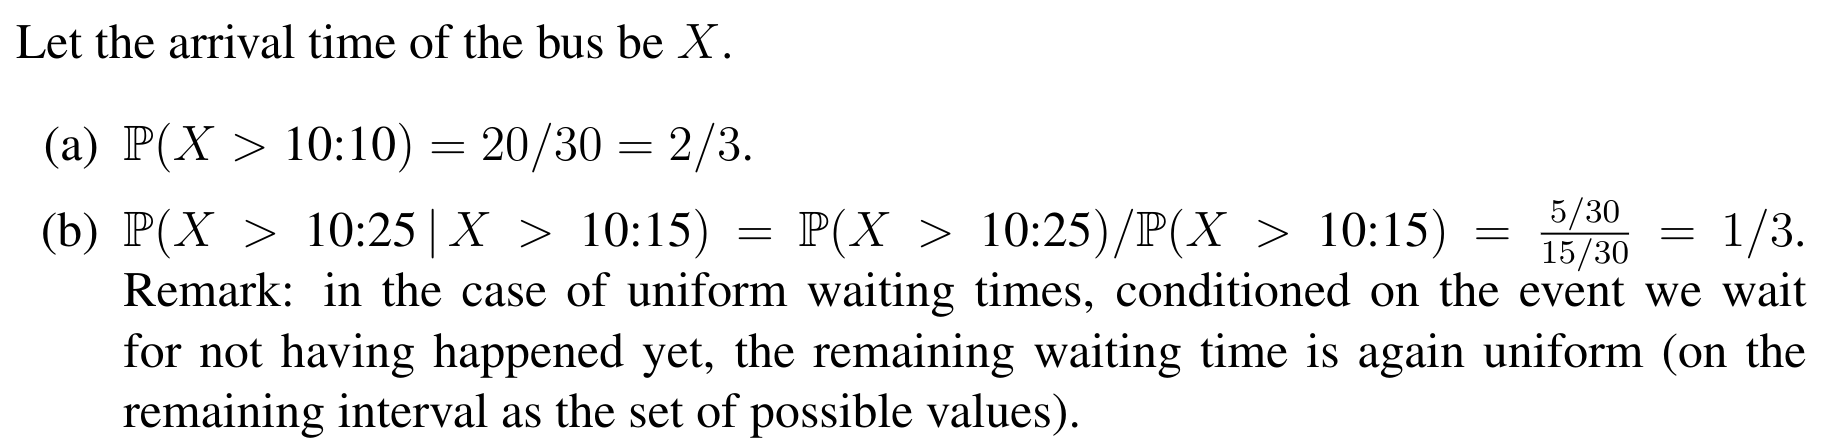 Let the arrival time of the bus be X.
(a) ℙ(X > 10:10) = 20/30 = 2/3.
(b) ℙ(X > 10:25 | X > 10:15) = ℙ(X > 10:25)/ℙ(X > 10:15) = \frac{5/30}{15/30} = 1/3.
Remark: in the case of uniform waiting times, conditioned on the event we wait
for not having happened yet, the remaining waiting time is again uniform (on the
remaining interval as the set of possible values).